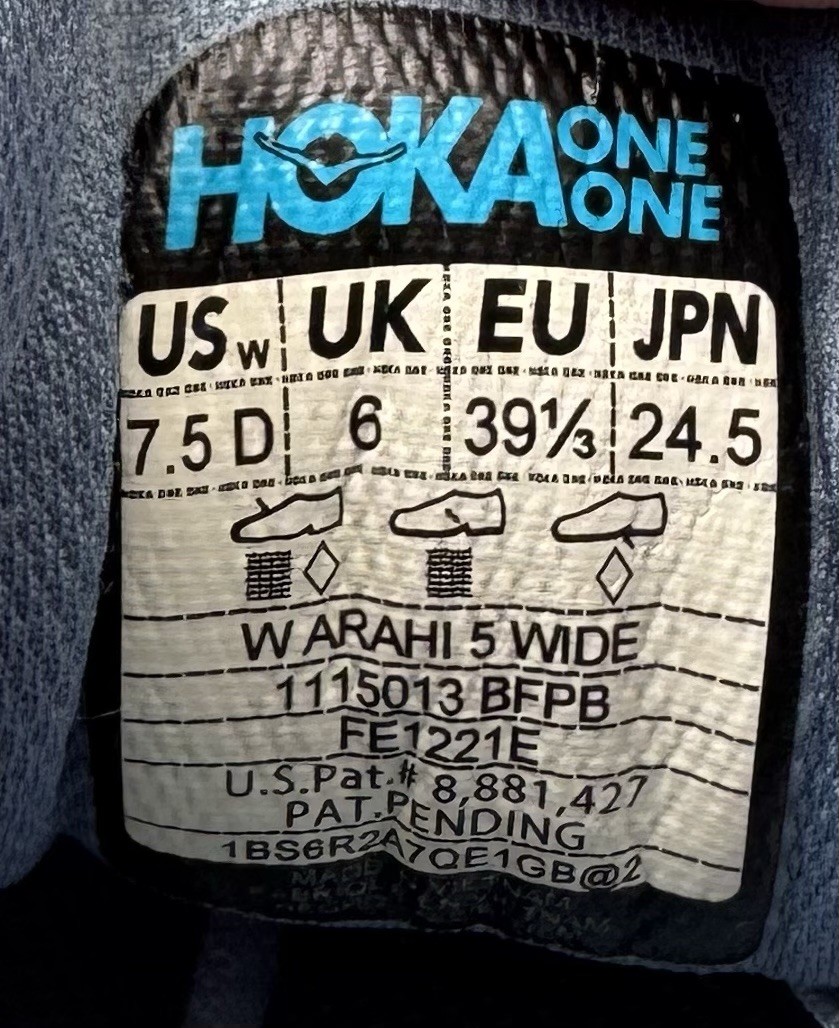 HOKA ONE ONE
USw UK EU JPN
7.5 D 6 39⅓ 24.5
W ARAHI 5 WIDE
1115013 BFPB
FE1221E
U.S.Pat.# 8,881,427
PAT.PENDING
1BS6R2A7QE1GB@2